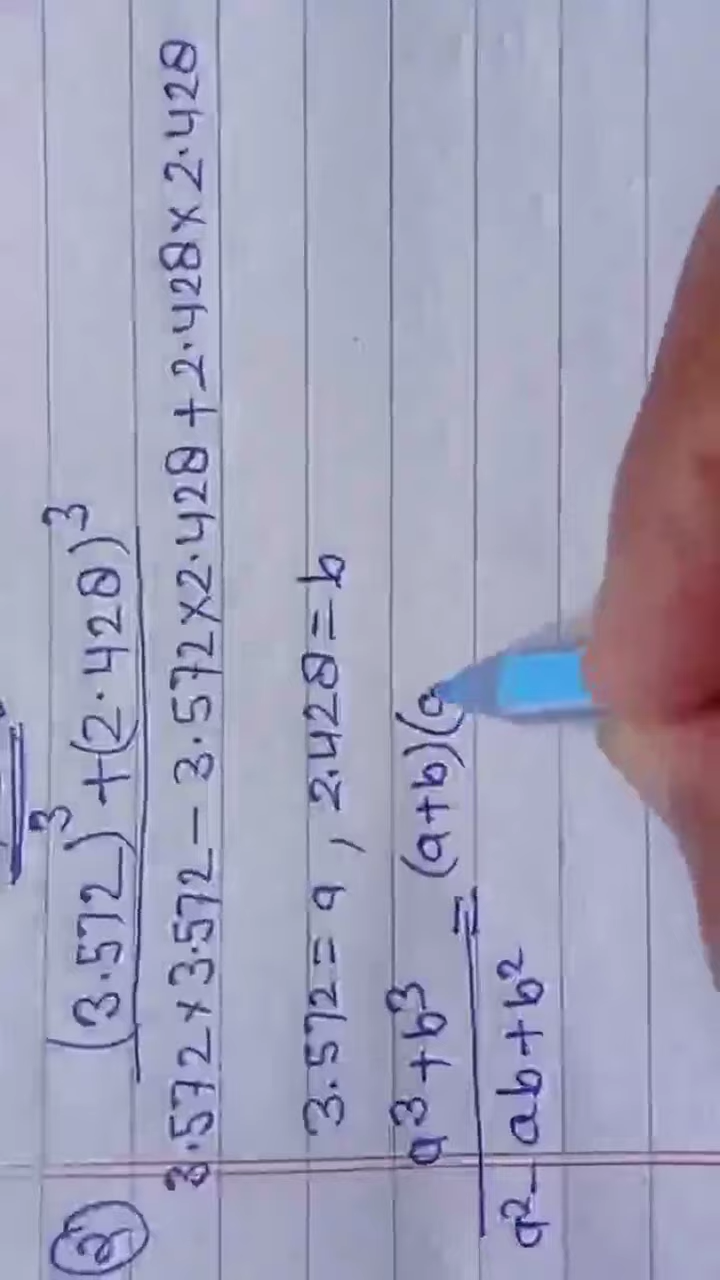 2) (3.572)³ + (2.428)³
3.572×3.572 - 3.572×2.428 + 2.428×2.428
3.572 = a , 2.428 = b
a³ + b³ = (a+b)(a
a² - ab + b²